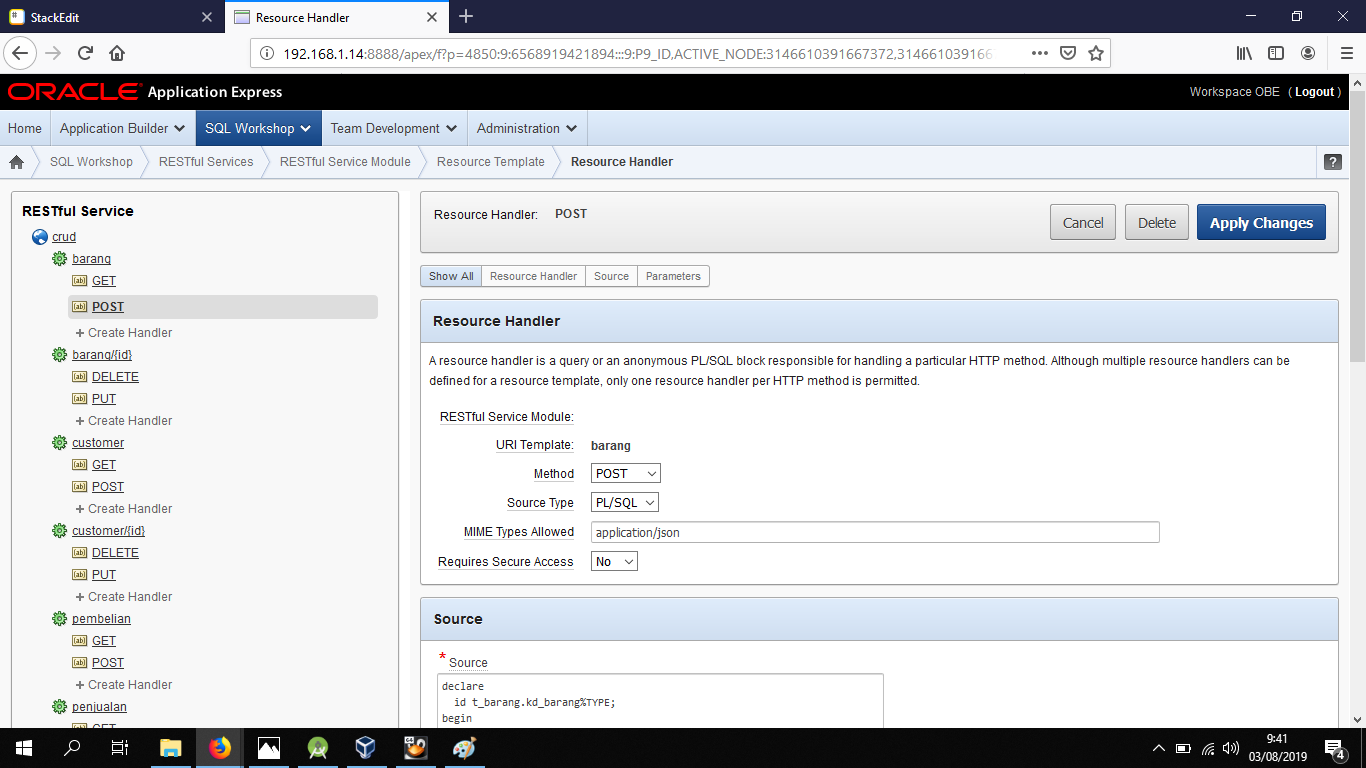 StackEdit
Resource Handler
192.168.1.14:8888/apex/f?p=4850:9:6568919421894:::9:P9_ID,ACTIVE_NODE:3146610391667372,314661039166
ORACLE Application Express
Workspace OBE ( Logout )
Home Application Builder SQL Workshop Team Development Administration
SQL Workshop RESTful Services RESTful Service Module Resource Template Resource Handler ?
RESTful Service
crud
barang
GET
POST
+ Create Handler
barang/{id}
DELETE
PUT
+ Create Handler
customer
GET
POST
+ Create Handler
customer/{id}
DELETE
PUT
+ Create Handler
pembelian
GET
POST
+ Create Handler
penjualan
GET
Resource Handler: POST
Cancel Delete Apply Changes
Show All Resource Handler Source Parameters
Resource Handler
A resource handler is a query or an anonymous PL/SQL block responsible for handling a particular HTTP method. Although multiple resource handlers can be
defined for a resource template, only one resource handler per HTTP method is permitted.
RESTful Service Module:
URI Template: barang
Method POST
Source Type PL/SQL
MIME Types Allowed application/json
Requires Secure Access No
Source
* Source
declare
id t_barang.kd_barang%TYPE;
begin
9:41
03/08/2019
4